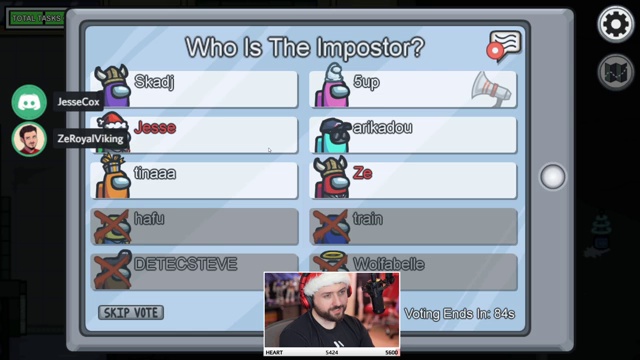 TOTAL TASKS
Who Is The Impostor?
Skadj
5up
JesseCox
Jesse
arikadou
ZeRoyalViking
tinaaa
Ze
hafu
train
DETECSTEVE
Wolfabelle
SKIP VOTE
Voting Ends In: 84s
HEART
5424
5600